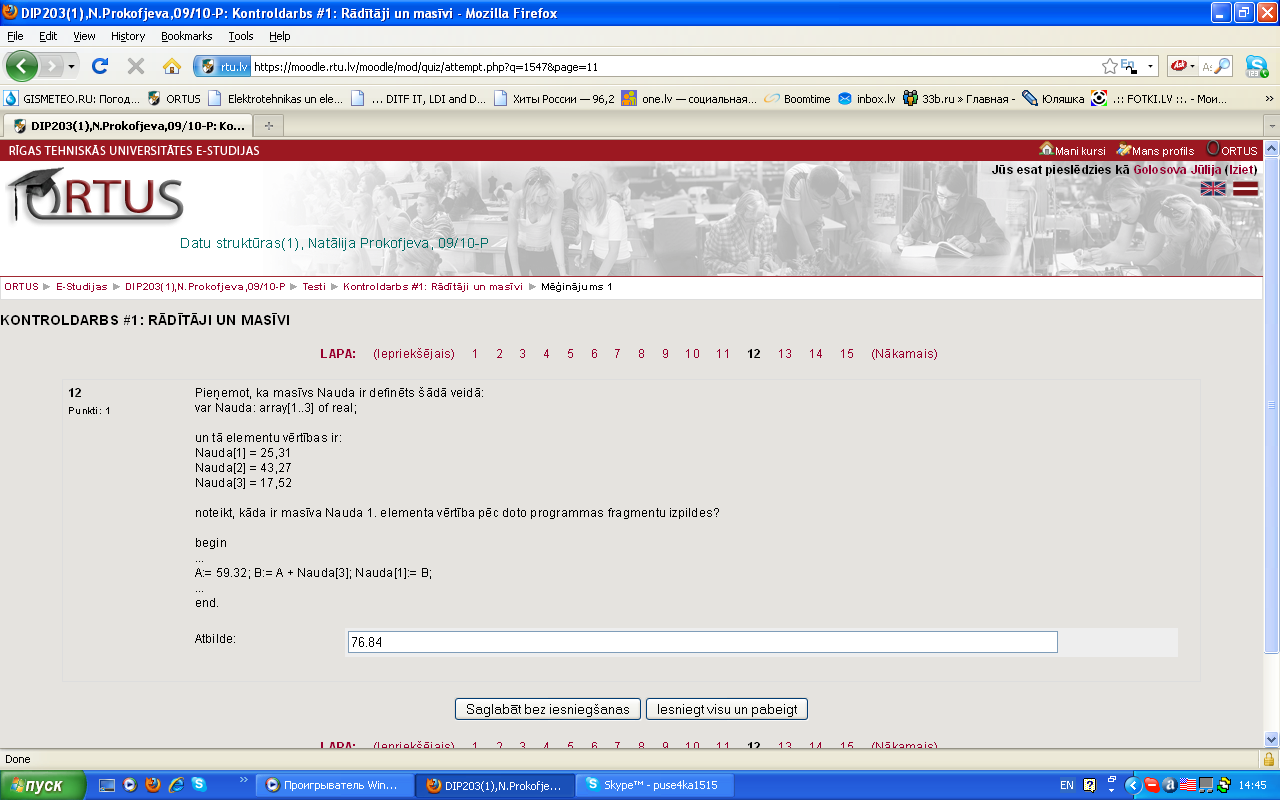 DIP203(1),N.Prokofjeva,09/10-P: Kontroldarbs #1: Rādītāji un masīvi - Mozilla Firefox
File Edit View History Bookmarks Tools Help
rtu.lv https://moodle.rtu.lv/moodle/mod/quiz/attempt.php?q=1547&page=11
GISMETEO.RU: Погод... ORTUS Elektrotehnikas un ele... ... DITF IT, LDI and D... Хиты России — 96,2 one.lv — социальная... Boomtime inbox.lv 33b.ru » Главная - Юляшка .:: FOTKI.LV ::. - Мои... »
DIP203(1),N.Prokofjeva,09/10-P: Ko...
RĪGAS TEHNISKĀS UNIVERSITĀTES E-STUDIJAS Mani kursi Mans profils ORTUS
Jūs esat pieslēdzies kā Golosova Jūlija (Iziet)
ORTUS
Datu struktūras(1), Natālija Prokofjeva, 09/10-P
ORTUS ► E-Studijas ► DIP203(1),N.Prokofjeva,09/10-P ► Testi ► Kontroldarbs #1: Rādītāji un masīvi ► Mēģinājums 1
KONTROLDARBS #1: RĀDĪTĀJI UN MASĪVI
LAPA: (Iepriekšējais) 1 2 3 4 5 6 7 8 9 10 11 12 13 14 15 (Nākamais)
12
Punkti: 1
Pieņemot, ka masīvs Nauda ir definēts šādā veidā:
var Nauda: array[1..3] of real;
un tā elementu vērtības ir:
Nauda[1] = 25,31
Nauda[2] = 43,27
Nauda[3] = 17,52
noteikt, kāda ir masīva Nauda 1. elementa vērtība pēc doto programmas fragmentu izpildes?
begin
...
A:= 59.32; B:= A + Nauda[3]; Nauda[1]:= B;
...
end.
Atbilde: 76.84
Saglabāt bez iesniegšanas Iesniegt visu un pabeigt
LAPA: (Iepriekšējais) 1 2 3 4 5 6 7 8 9 10 11 12 13 14 15 (Nākamais)
Done
пуск » Проигрыватель Win... DIP203(1),N.Prokofje... Skype™ - puse4ka1515 EN 14:45